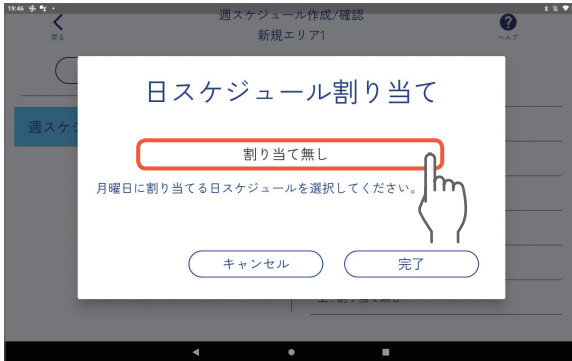 19:46
週スケジュール作成/確認
戻る
新規エリア1
ヘルプ
日スケジュール割り当て
週スケジ
割り当て無し
月曜日に割り当てる日スケジュールを選択してください。
キャンセル
完了